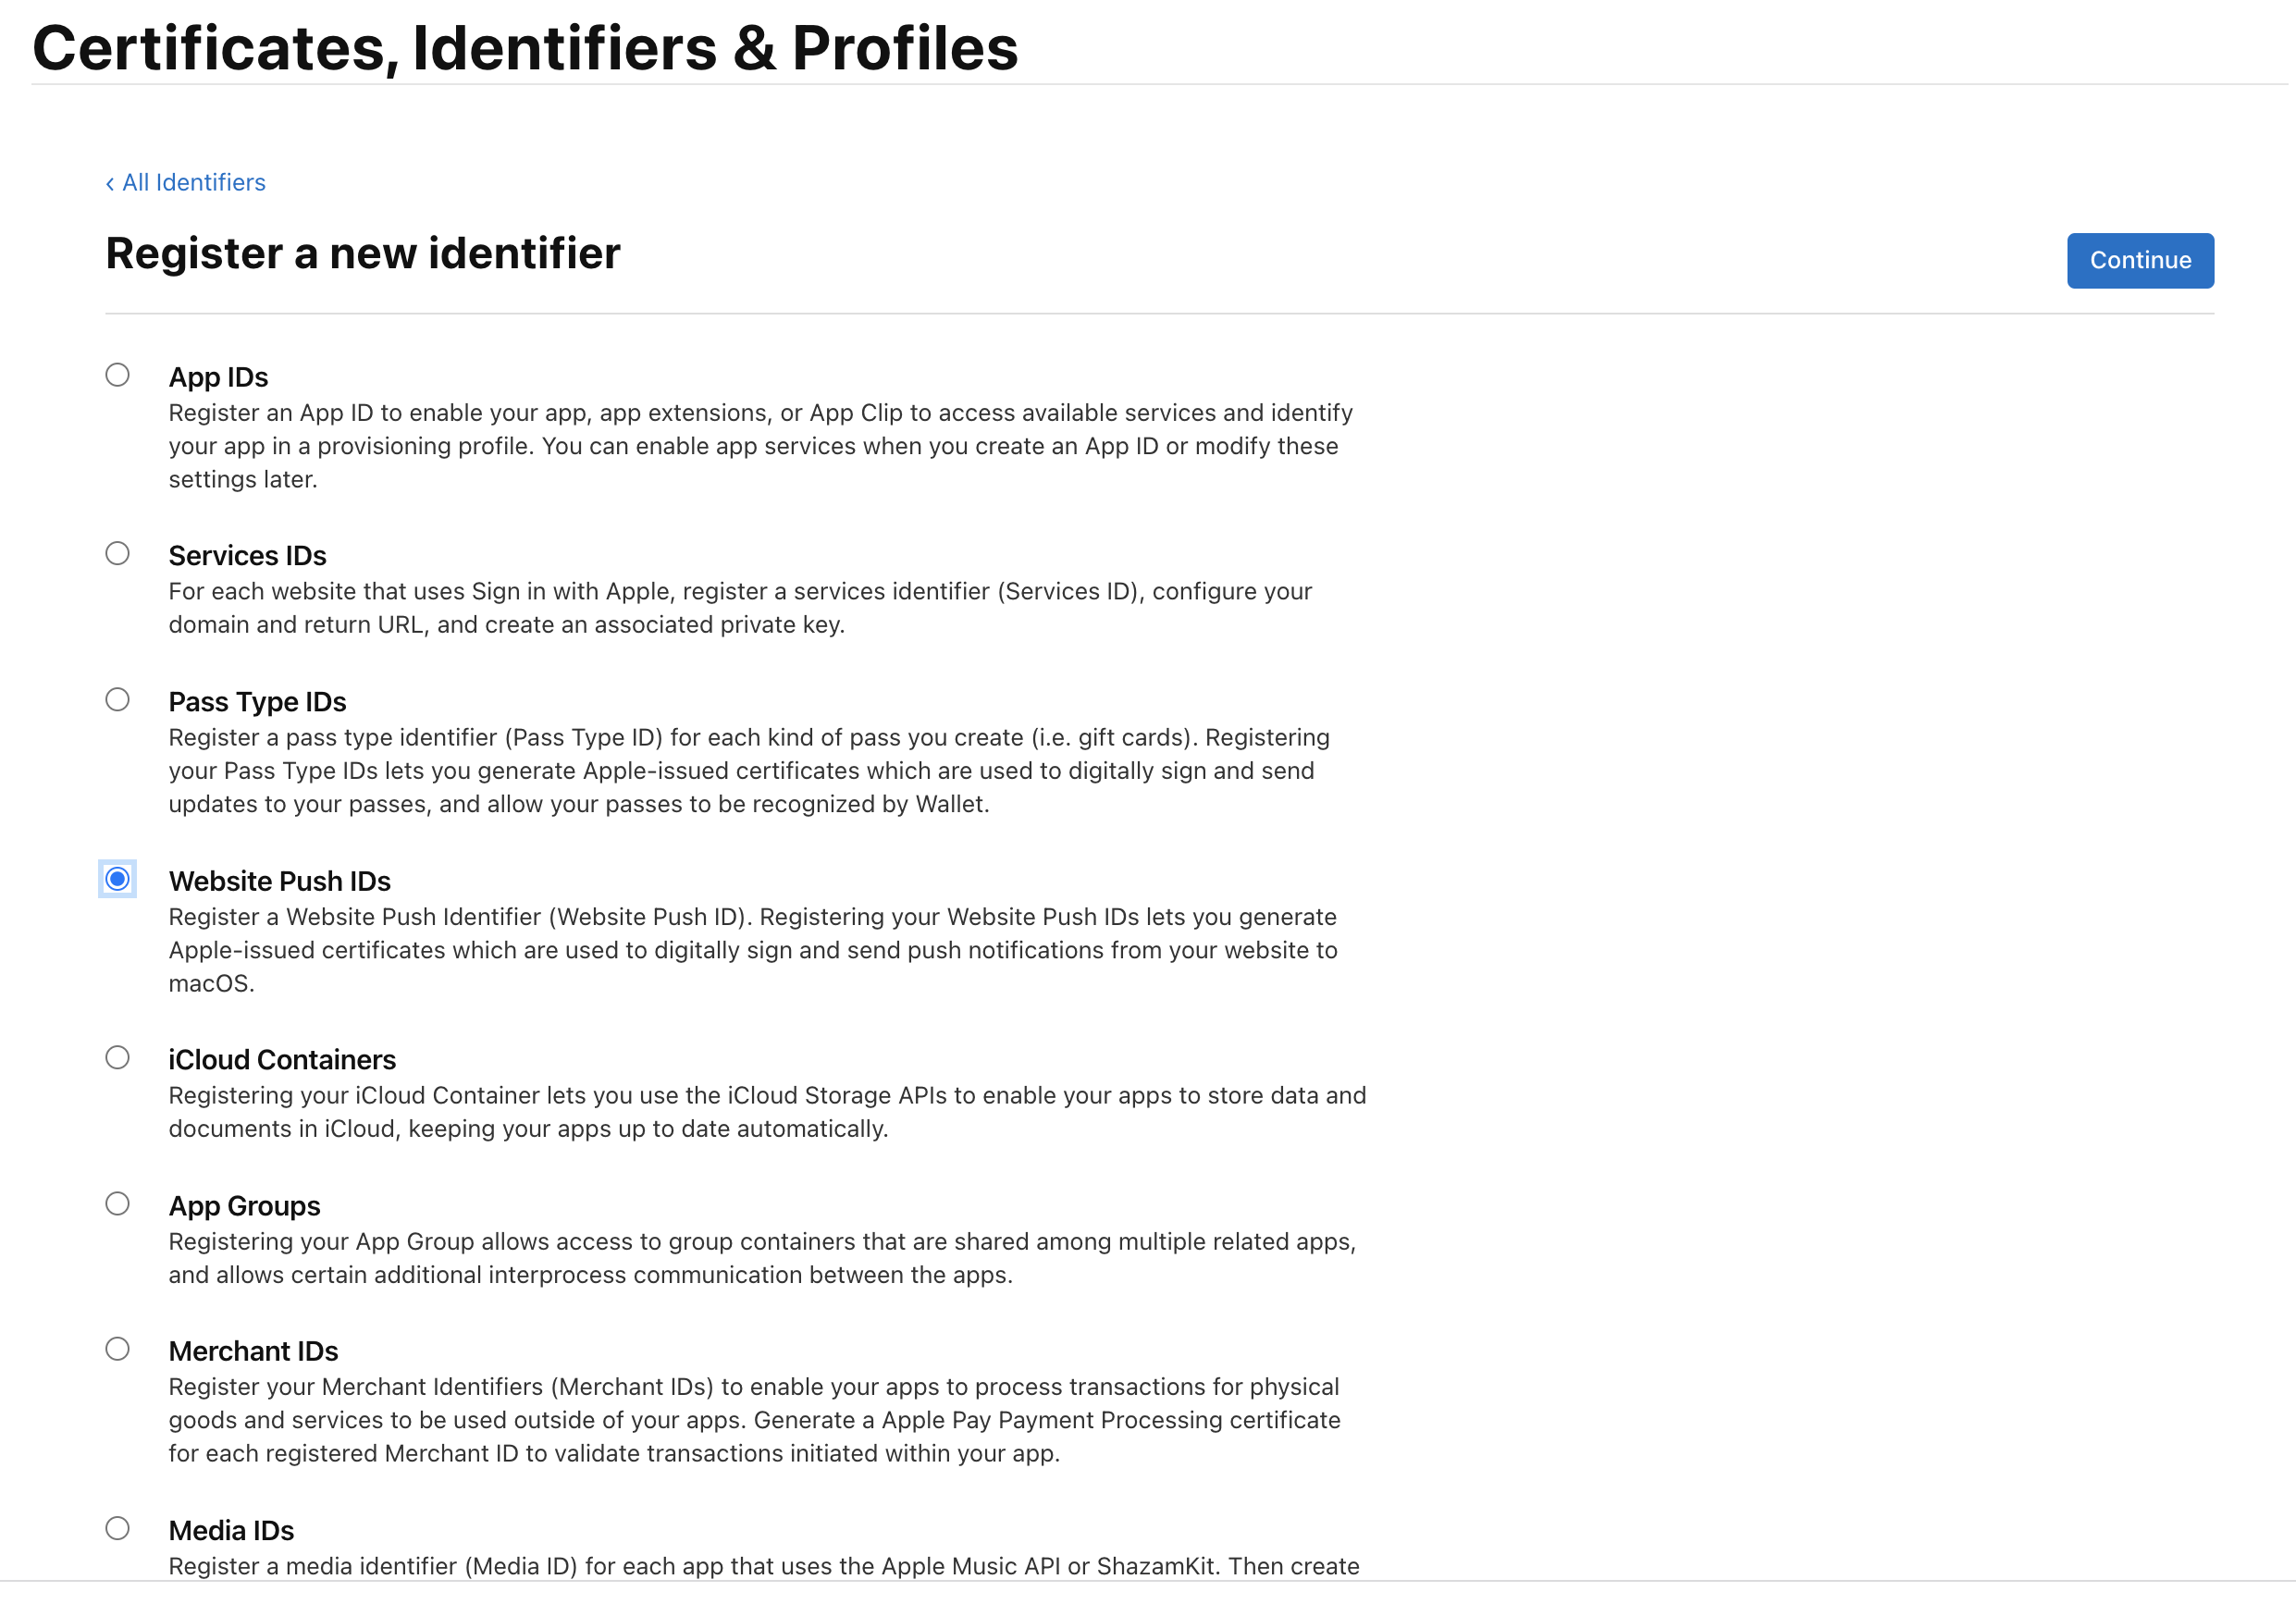 Certificates, Identifiers & Profiles
‹ All Identifiers
Register a new identifier
Continue
App IDs
Register an App ID to enable your app, app extensions, or App Clip to access available services and identify
your app in a provisioning profile. You can enable app services when you create an App ID or modify these
settings later.
Services IDs
For each website that uses Sign in with Apple, register a services identifier (Services ID), configure your
domain and return URL, and create an associated private key.
Pass Type IDs
Register a pass type identifier (Pass Type ID) for each kind of pass you create (i.e. gift cards). Registering
your Pass Type IDs lets you generate Apple-issued certificates which are used to digitally sign and send
updates to your passes, and allow your passes to be recognized by Wallet.
Website Push IDs
Register a Website Push Identifier (Website Push ID). Registering your Website Push IDs lets you generate
Apple-issued certificates which are used to digitally sign and send push notifications from your website to
macOS.
iCloud Containers
Registering your iCloud Container lets you use the iCloud Storage APIs to enable your apps to store data and
documents in iCloud, keeping your apps up to date automatically.
App Groups
Registering your App Group allows access to group containers that are shared among multiple related apps,
and allows certain additional interprocess communication between the apps.
Merchant IDs
Register your Merchant Identifiers (Merchant IDs) to enable your apps to process transactions for physical
goods and services to be used outside of your apps. Generate a Apple Pay Payment Processing certificate
for each registered Merchant ID to validate transactions initiated within your app.
Media IDs
Register a media identifier (Media ID) for each app that uses the Apple Music API or ShazamKit. Then create